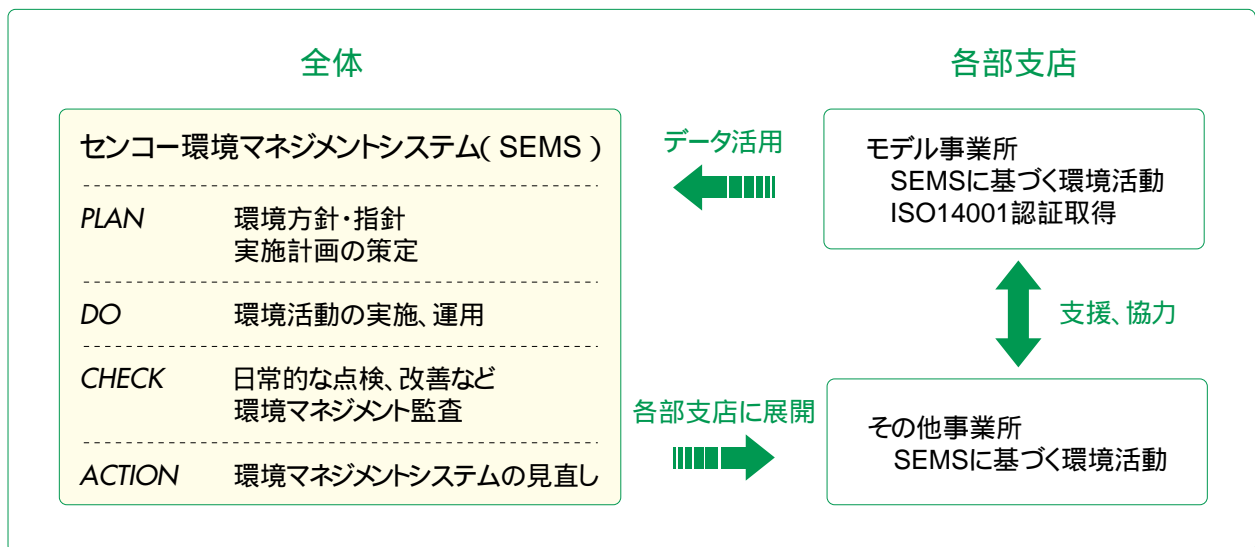 全体
センコー環境マネジメントシステム( SEMS )
PLAN 環境方針・指針
実施計画の策定
DO 環境活動の実施、運用
CHECK 日常的な点検、改善など
環境マネジメント監査
ACTION 環境マネジメントシステムの見直し
データ活用
各部支店に展開
各部支店
モデル事業所
SEMSに基づく環境活動
ISO14001認証取得
支援、協力
その他事業所
SEMSに基づく環境活動